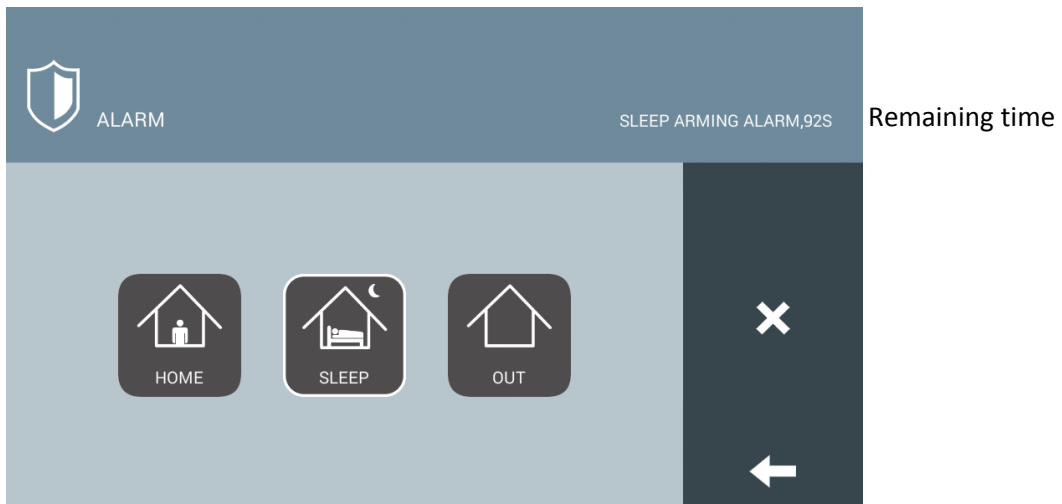 ALARM
SLEEP ARMING ALARM,92S
Remaining time
HOME
SLEEP
OUT